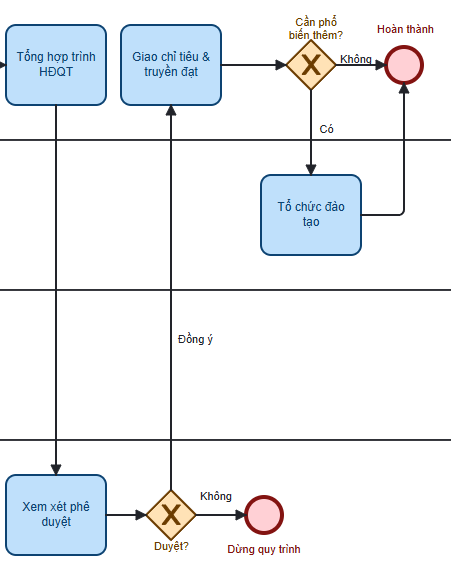 Tổng hợp trình
HĐQT
Giao chỉ tiêu &
truyền đạt
Cần phổ
biến thêm?
Không
Hoàn thành
Có
Tổ chức đào
tạo
Đồng ý
Xem xét phê
duyệt
Duyệt?
Không
Dừng quy trình